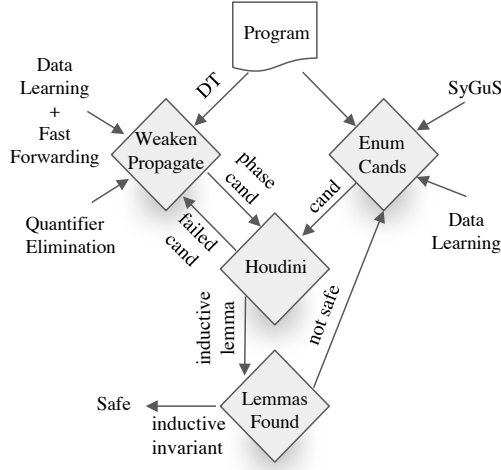 Program
Data
Learning
+
Fast
Forwarding
DT
SyGuS
Weaken
Propagate
Enum
Cands
phase
cand
cand
Quantifier
Elimination
failed
cand
Data
Learning
Houdini
inductive
lemma
not safe
Safe
inductive
invariant
Lemmas
Found